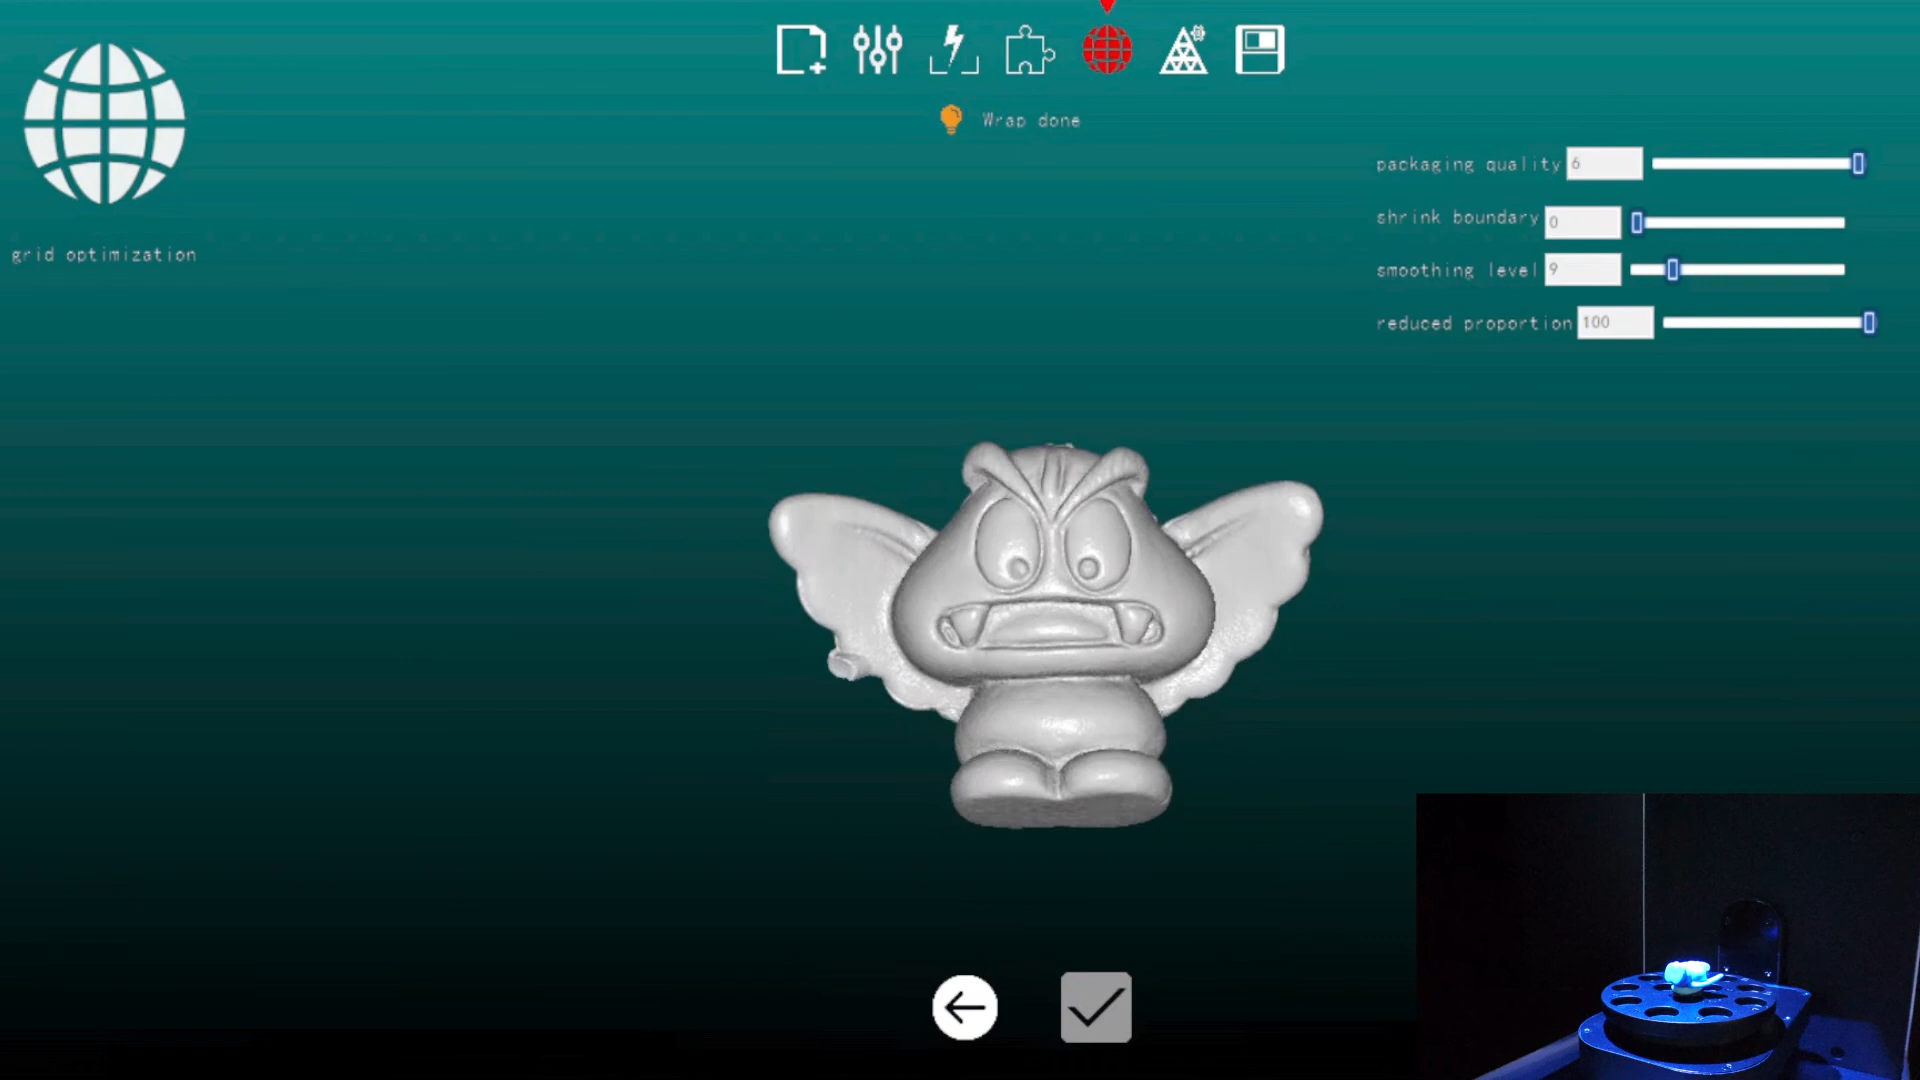 Wrap done
packaging quality 6
shrink boundary 0
smoothing level 9
reduced proportion 100
grid optimization